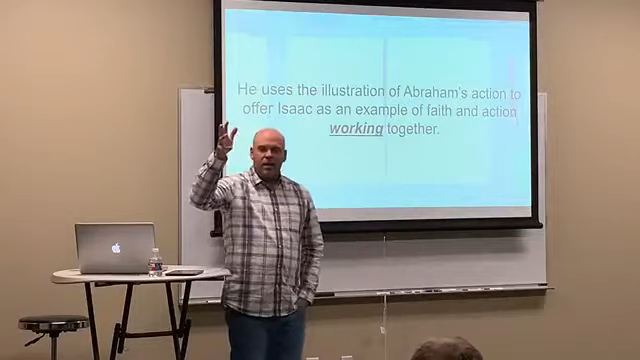 He uses the illustration of Abraham's action to
offer Isaac as an example of faith and action
working together.